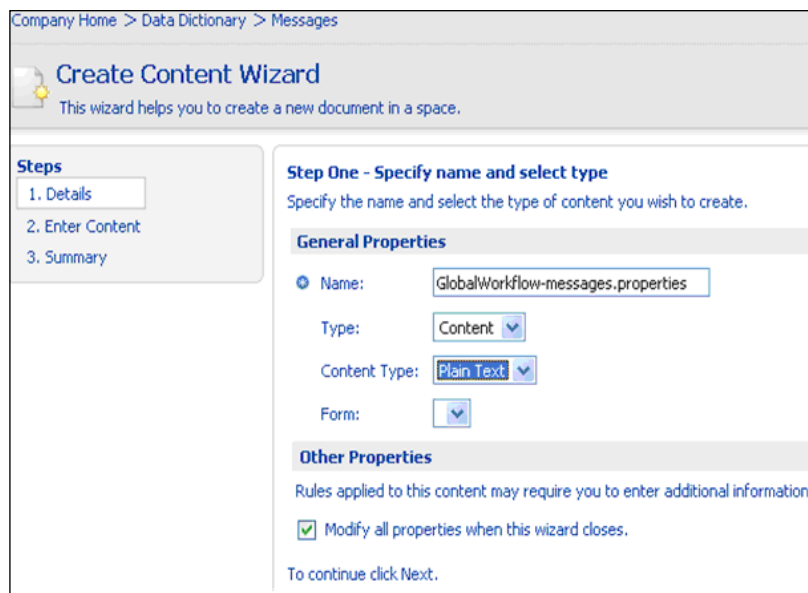 Company Home > Data Dictionary > Messages
Create Content Wizard
This wizard helps you to create a new document in a space.
Steps
1. Details
2. Enter Content
3. Summary
Step One - Specify name and select type
Specify the name and select the type of content you wish to create.
General Properties
Name: GlobalWorkflow-messages.properties
Type: Content
Content Type: Plain Text
Form:
Other Properties
Rules applied to this content may require you to enter additional information
Modify all properties when this wizard closes.
To continue click Next.